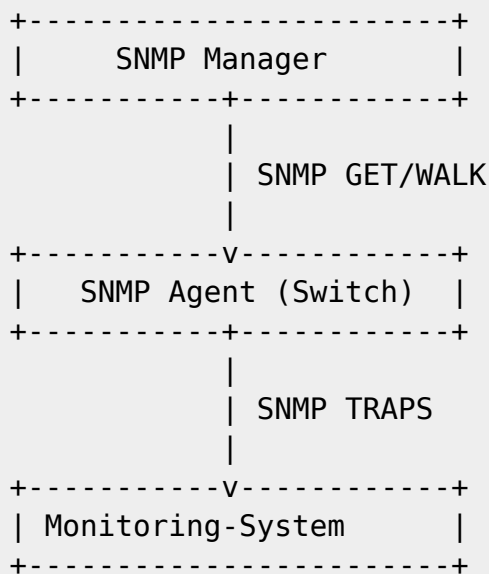 SNMP Manager
SNMP GET/WALK
SNMP Agent (Switch)
SNMP TRAPS
Monitoring-System